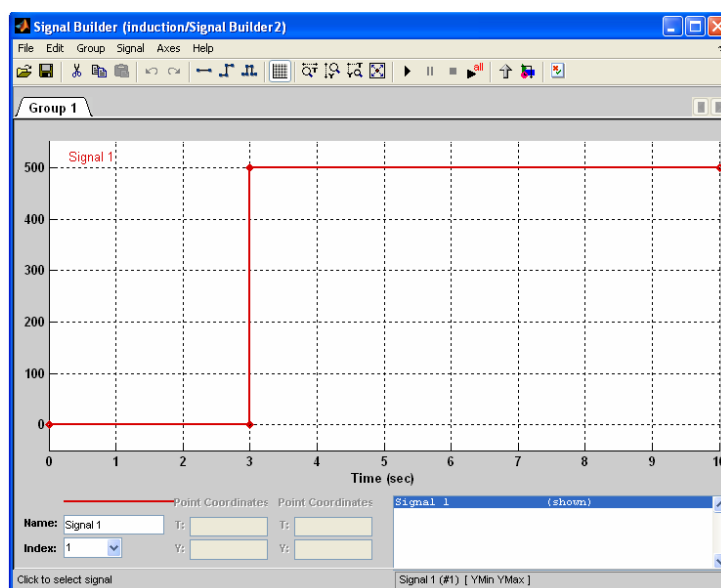 Signal Builder (induction/Signal Builder2)
File Edit Group Signal Axes Help
all
Group 1
Signal 1
500
400
300
200
100
0
0 1 2 3 4 5 6 7 8 9 10
Time (sec)
Point Coordinates Point Coordinates
Signal 1 (shown)
Name: Signal 1 T: T:
Index: 1 Y: Y:
Click to select signal
Signal 1 (#1) [ YMin YMax ]